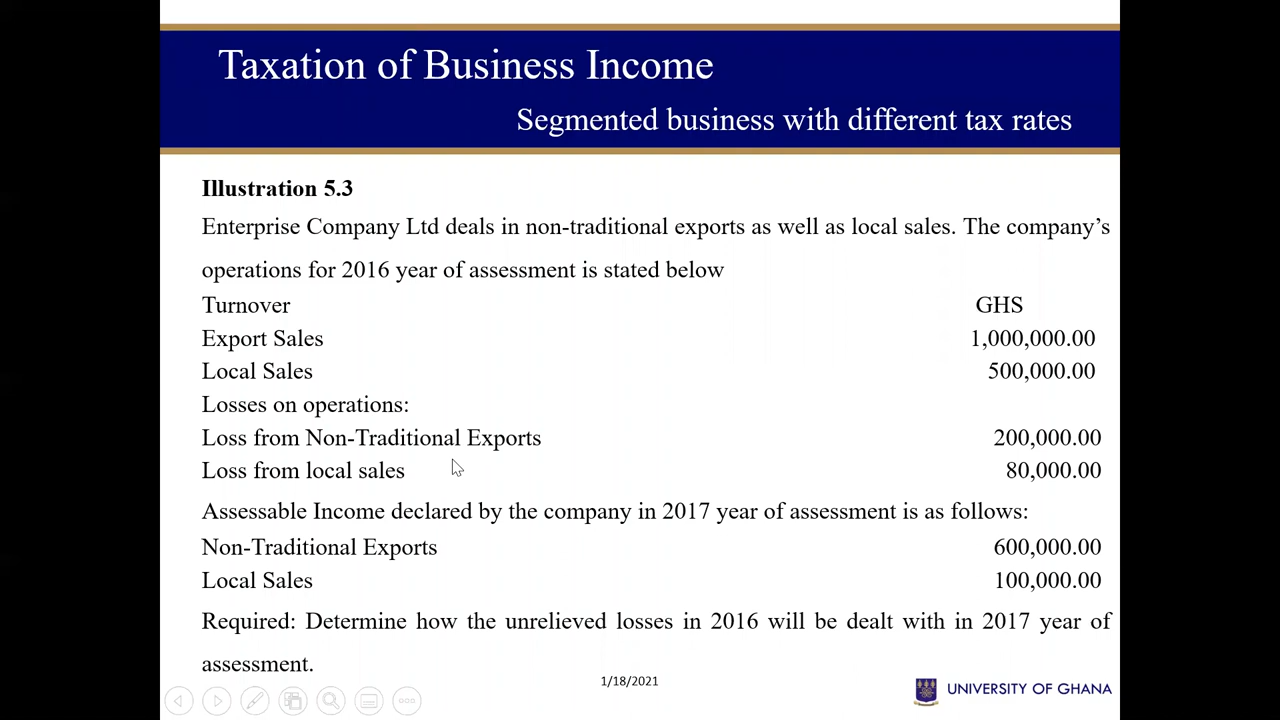 Taxation of Business Income
Segmented business with different tax rates
Illustration 5.3
Enterprise Company Ltd deals in non-traditional exports as well as local sales. The company’s
operations for 2016 year of assessment is stated below
Turnover GHS
Export Sales 1,000,000.00
Local Sales 500,000.00
Losses on operations:
Loss from Non-Traditional Exports 200,000.00
Loss from local sales 80,000.00
Assessable Income declared by the company in 2017 year of assessment is as follows:
Non-Traditional Exports 600,000.00
Local Sales 100,000.00
Required: Determine how the unrelieved losses in 2016 will be dealt with in 2017 year of
assessment.
1/18/2021
UNIVERSITY OF GHANA